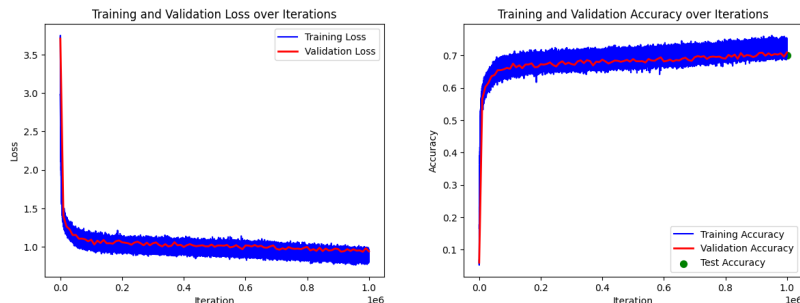 Training and Validation Loss over Iterations
Training Loss
Validation Loss
3.5
3.0
2.5
2.0
1.5
1.0
Loss
0.0
0.2
0.4
0.6
0.8
1.0
1e6
Iteration
Training and Validation Accuracy over Iterations
0.7
0.6
0.5
0.4
0.3
0.2
0.1
Accuracy
Training Accuracy
Validation Accuracy
Test Accuracy
0.0
0.2
0.4
0.6
0.8
1.0
1e6
Iteration